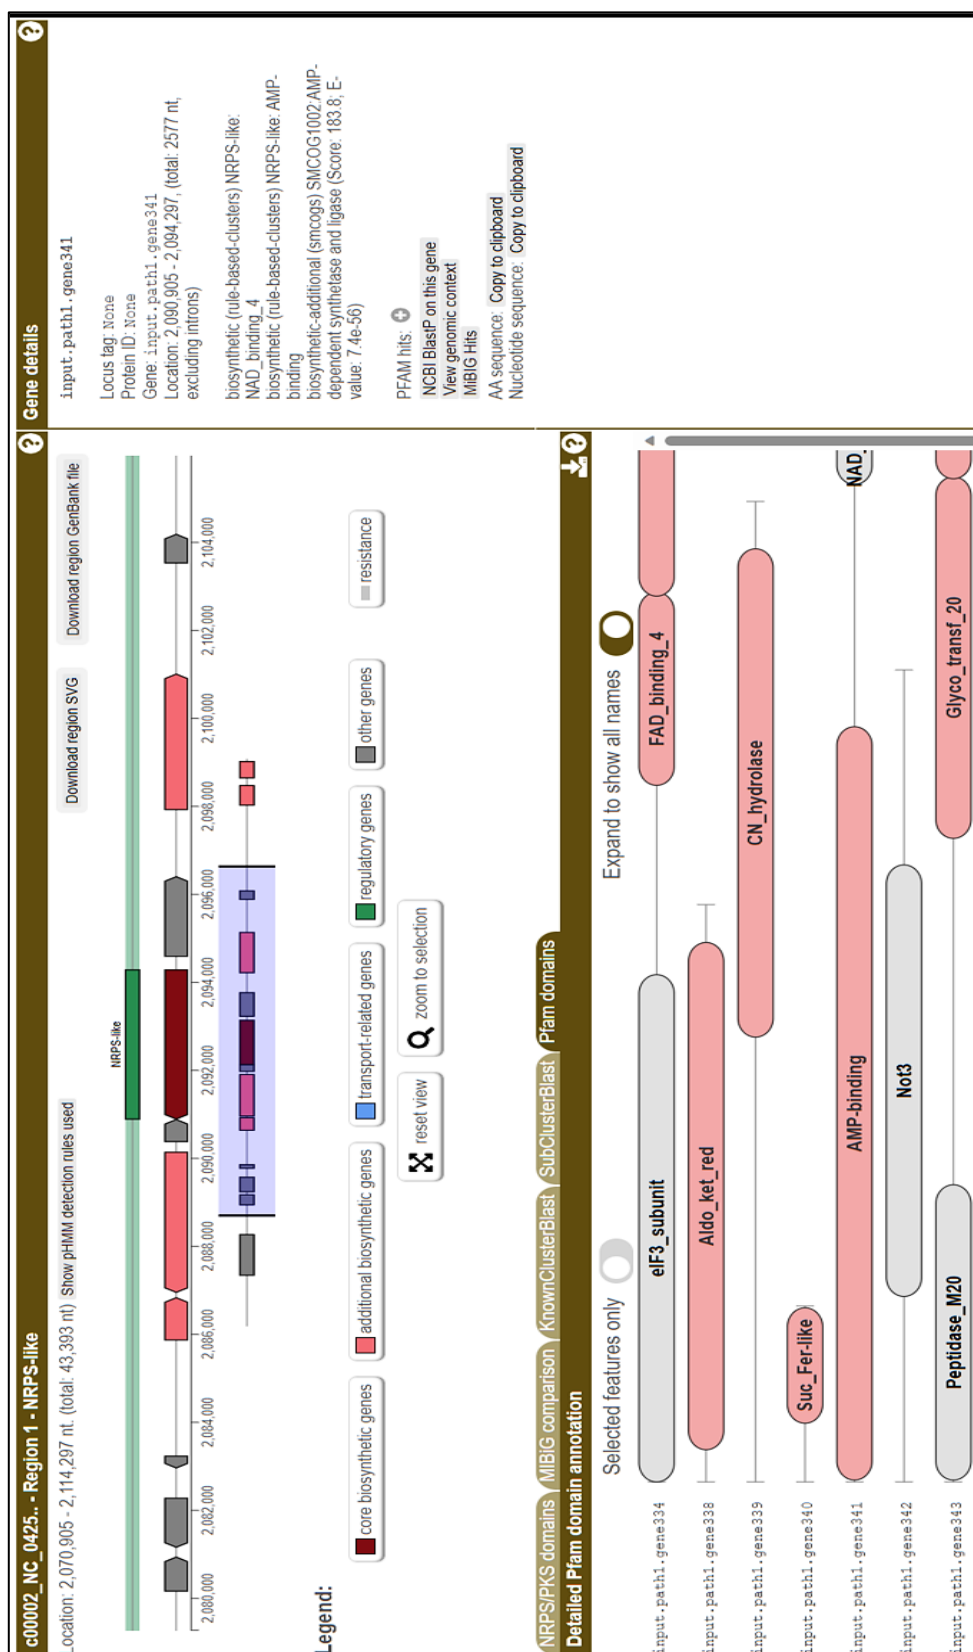 c00002_NC_0425.. - Region 1 - NRPS-like
Location: 2,070,905 - 2,114,297 nt. (total: 43,393 nt) Show pHMM detection rules used
Download region SVG
Download region GenBank file
NRPS-like
2,080,000
2,082,000
2,084,000
2,086,000
2,088,000
2,090,000
2,092,000
2,094,000
2,096,000
2,098,000
2,100,000
2,102,000
2,104,000
Legend:
core biosynthetic genes
additional biosynthetic genes
transport-related genes
regulatory genes
other genes
resistance
reset view
zoom to selection
Gene details
input.path1.gene341
Locus tag: None
Protein ID: None
Gene: input.path1.gene341
Location: 2,090,905 - 2,094,297, (total: 2577 nt,
excluding introns)
biosynthetic (rule-based-clusters) NRPS-like:
NAD_binding_4
biosynthetic (rule-based-clusters) NRPS-like: AMP-
binding
biosynthetic-additional (smcogs) SMCOG1002:AMP-
dependent synthetase and ligase (Score: 183.8; E-
value: 7.4e-56)
PFAM hits:
NCBI BlastP on this gene
View genomic context
MiBIG Hits
AA sequence: Copy to clipboard
Nucleotide sequence: Copy to clipboard
NRPS/PKS domains
MIBiG comparison
KnownClusterBlast
SubClusterBlast
Pfam domains
Detailed Pfam domain annotation
Selected features only
Expand to show all names
input.path1.gene334
eIF3_subunit
FAD_binding_4
input.path1.gene338
Aldo_ket_red
input.path1.gene339
CN_hydrolase
input.path1.gene340
Suc_Fer-like
input.path1.gene341
AMP-binding
NAD_
input.path1.gene342
Not3
input.path1.gene343
Peptidase_M20
Glyco_transf_20